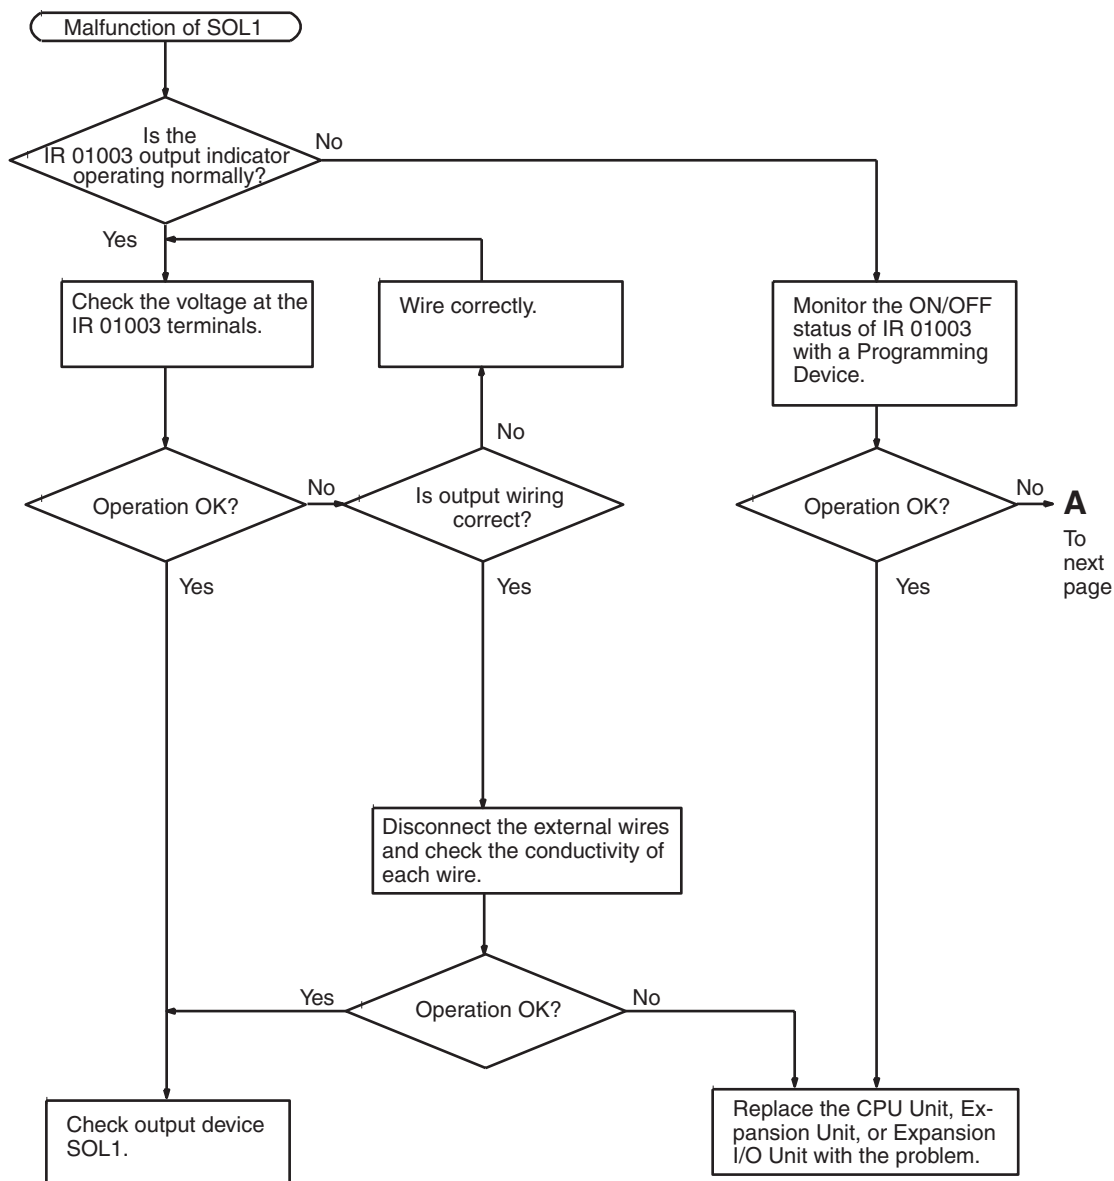 Malfunction of SOL1
Is the
IR 01003 output indicator
operating normally?
No
Yes
Check the voltage at the
IR 01003 terminals.
Wire correctly.
Monitor the ON/OFF
status of IR 01003
with a Programming
Device.
No
Operation OK?
No
Is output wiring
correct?
Operation OK?
No
A
To
next
page
Yes
Yes
Yes
Disconnect the external wires
and check the conductivity of
each wire.
Yes
Operation OK?
No
Check output device
SOL1.
Replace the CPU Unit, Ex-
pansion Unit, or Expansion
I/O Unit with the problem.